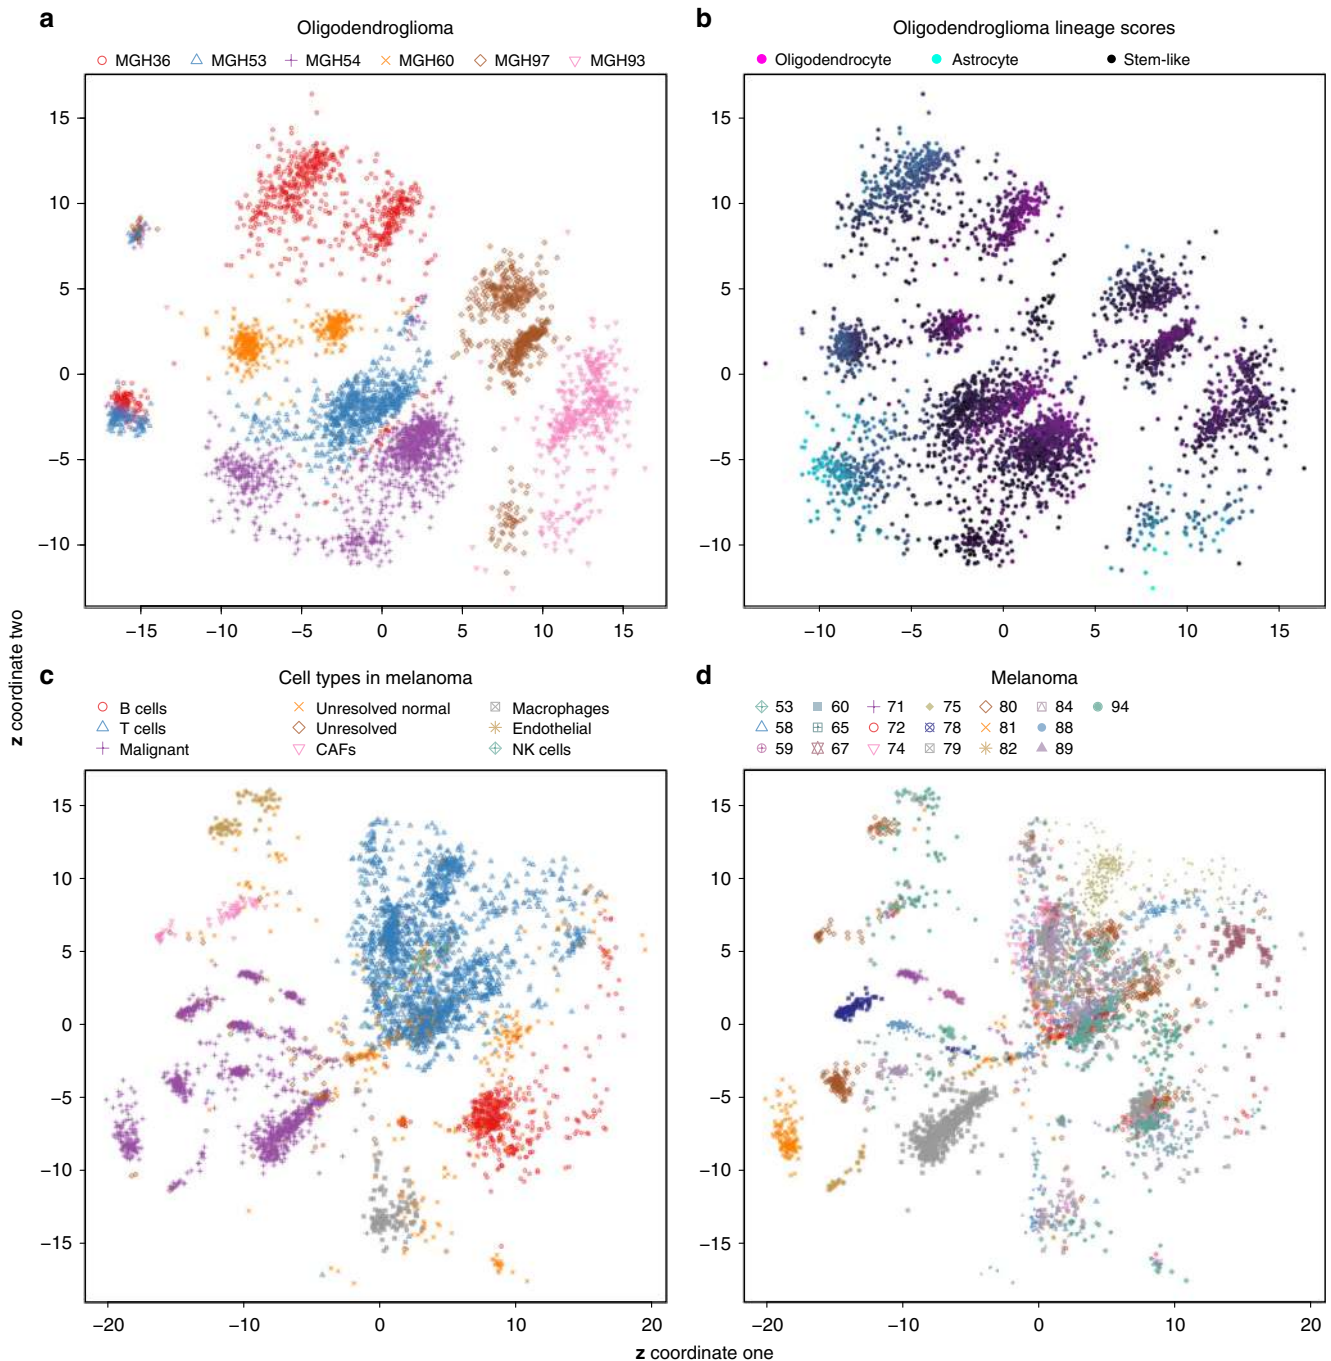 a
Oligodendroglioma
MGH36 MGH53 MGH54 MGH60 MGH97 MGH93
15
10
5
0
−5
−10
−15 −10 −5 0 5 10 15
b
Oligodendroglioma lineage scores
Oligodendrocyte Astrocyte Stem-like
15
10
5
0
−5
−10
−10 −5 0 5 10 15
z coordinate two
c
Cell types in melanoma
B cells Unresolved normal Macrophages
T cells Unresolved Endothelial
Malignant CAFs NK cells
15
10
5
0
−5
−10
−15
−20 −10 0 10 20
d
Melanoma
53 60 71 75 80 84 94
58 65 72 78 81 88
59 67 74 79 82 89
15
10
5
0
−5
−10
−15
−20 −10 0 10 20
z coordinate one